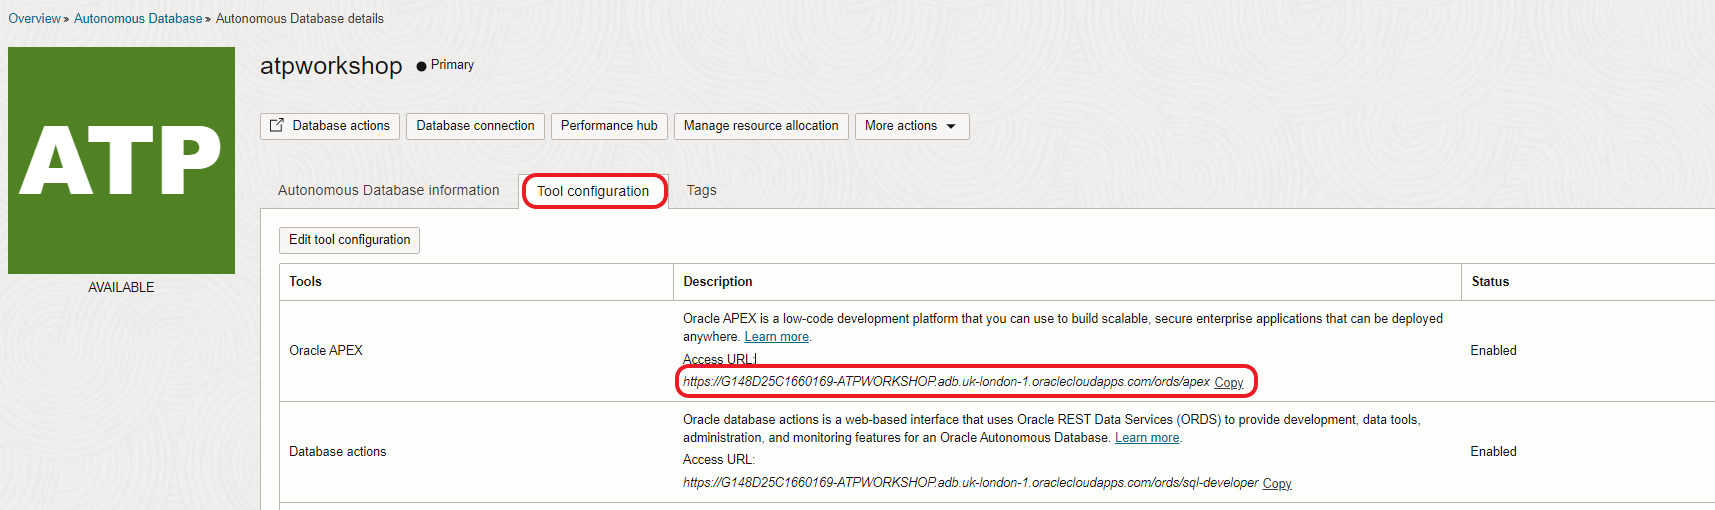 Overview » Autonomous Database » Autonomous Database details
ATP
AVAILABLE
atpworkshop
Primary
Database actions
Database connection
Performance hub
Manage resource allocation
More actions
Autonomous Database information
Tool configuration
Tags
Edit tool configuration
Tools
Description
Status
Oracle APEX
Oracle APEX is a low-code development platform that you can use to build scalable, secure enterprise applications that can be deployed
anywhere. Learn more.
Access URL:
https://G148D25C1660169-ATPWORKSHOP.adb.uk-london-1.oraclecloudapps.com/ords/apex Copy
Enabled
Database actions
Oracle database actions is a web-based interface that uses Oracle REST Data Services (ORDS) to provide development, data tools,
administration, and monitoring features for an Oracle Autonomous Database. Learn more.
Access URL:
https://G148D25C1660169-ATPWORKSHOP.adb.uk-london-1.oraclecloudapps.com/ords/sql-developer Copy
Enabled